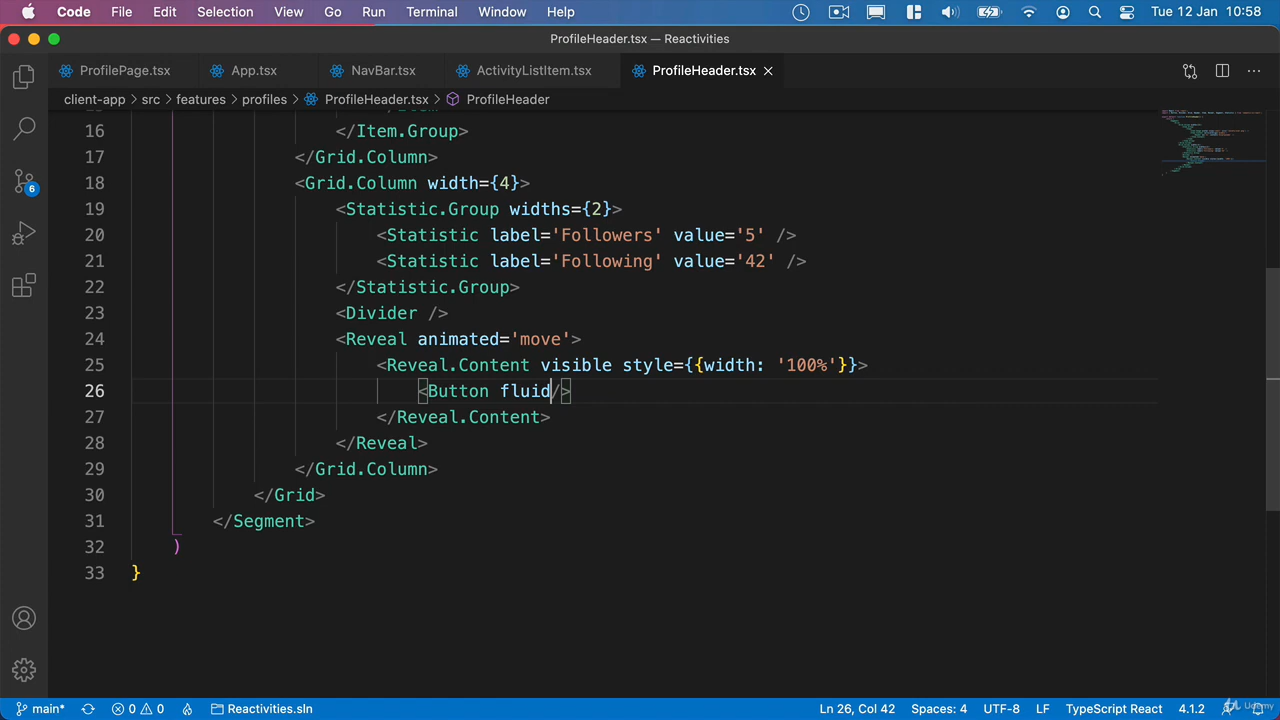 Code File Edit Selection View Go Run Terminal Window Help Tue 12 Jan 10:58
ProfileHeader.tsx — Reactivities
ProfilePage.tsx App.tsx NavBar.tsx ActivityListItem.tsx ProfileHeader.tsx
client-app › src › features › profiles › ProfileHeader.tsx › ProfileHeader
16 </Item.Group>
17 </Grid.Column>
18 <Grid.Column width={4}>
19 <Statistic.Group widths={2}>
20 <Statistic label='Followers' value='5' />
21 <Statistic label='Following' value='42' />
22 </Statistic.Group>
23 <Divider />
24 <Reveal animated='move'>
25 <Reveal.Content visible style={{width: '100%'}}>
26 <Button fluid/>
27 </Reveal.Content>
28 </Reveal>
29 </Grid.Column>
30 </Grid>
31 </Segment>
32 )
33 }
6
main* 0 0 Reactivities.sln Ln 26, Col 42 Spaces: 4 UTF-8 LF TypeScript React 4.1.2
Udemy